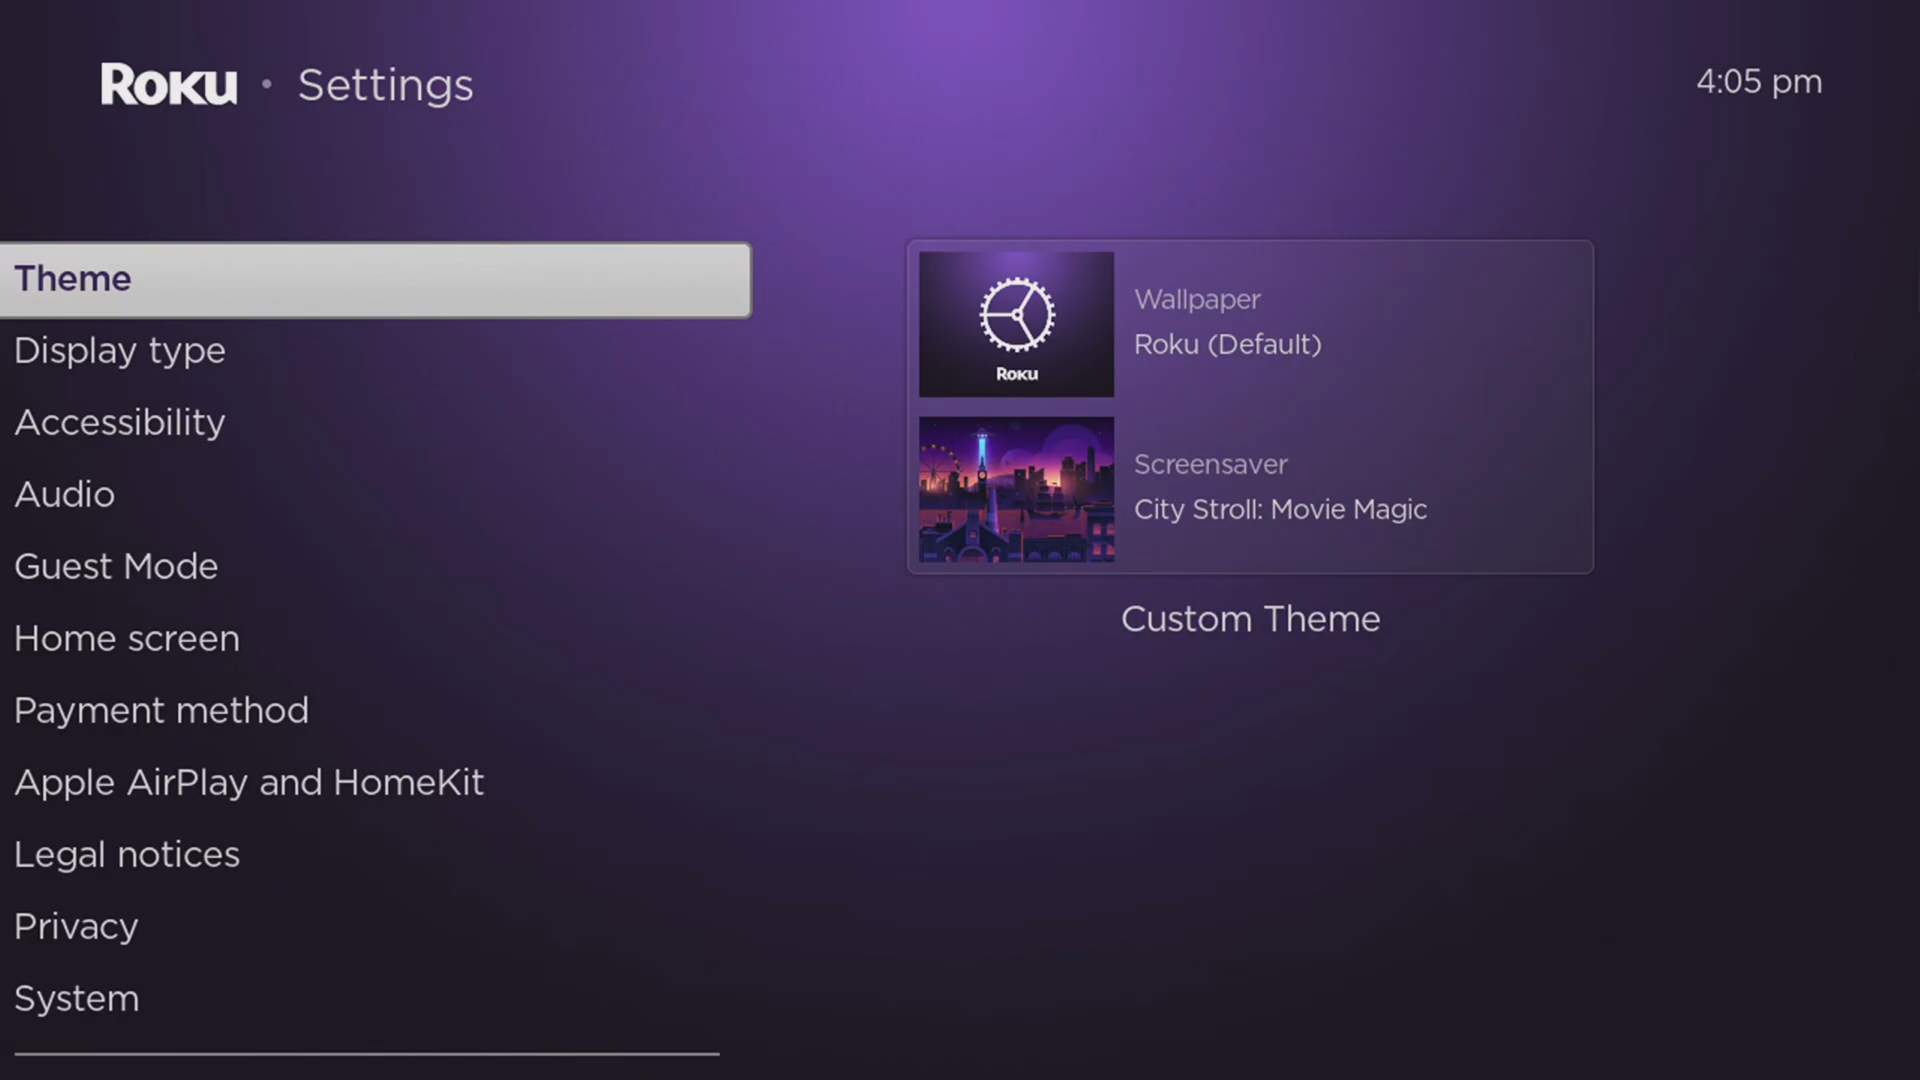 Roku • Settings
4:05 pm
Theme
Display type
Accessibility
Audio
Guest Mode
Home screen
Payment method
Apple AirPlay and HomeKit
Legal notices
Privacy
System
Roku
Wallpaper
Roku (Default)
Screensaver
City Stroll: Movie Magic
Custom Theme